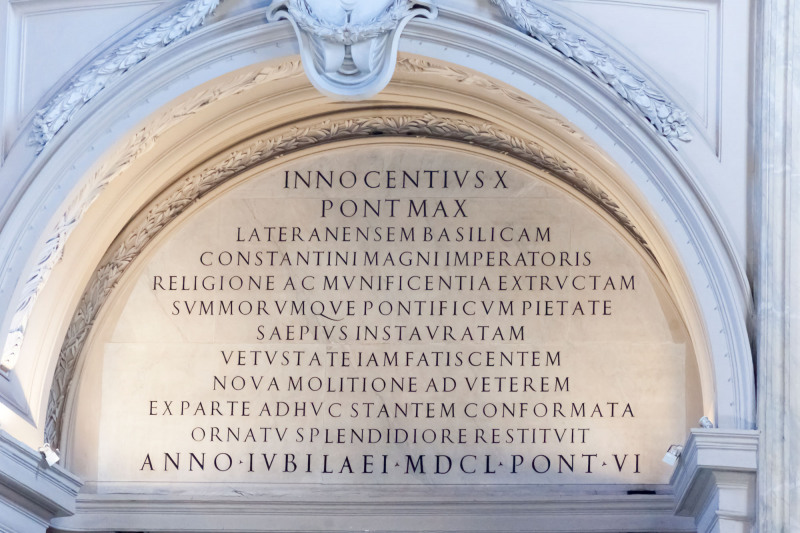 INNOCENTIVS X
PONT MAX
LATERANENSEM BASILICAM
CONSTANTINI MAGNI IMPERATORIS
RELIGIONE AC MVNIFICENTIA EXTRVCTAM
SVMMORVMQVE PONTIFICVM PIETATE
SAEPIVS INSTAVRATAM
VETVSTATE IAM FATISCENTEM
NOVA MOLITIONE AD VETEREM
EX PARTE ADHVC STANTEM CONFORMATA
ORNATV SPLENDIDIORE RESTITVIT
ANNO·IVBILAEI·MDCL·PONT·VI